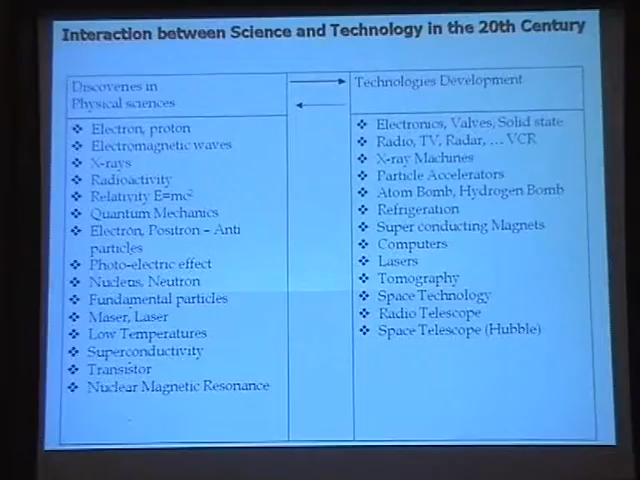 Interaction between Science and Technology in the 20th Century
Discoveries in
Physical sciences
❖ Electron, proton
❖ Electromagnetic waves
❖ X-rays
❖ Radioactivity
❖ Relativity E=mc²
❖ Quantum Mechanics
❖ Electron, Positron – Anti
particles
❖ Photo-electric effect
❖ Nucleus, Neutron
❖ Fundamental particles
❖ Maser, Laser
❖ Low Temperatures
❖ Superconductivity
❖ Transistor
❖ Nuclear Magnetic Resonance
Technologies Development
❖ Electronics, Valves, Solid state
❖ Radio, TV, Radar, ... VCR
❖ X-ray Machines
❖ Particle Accelerators
❖ Atom Bomb, Hydrogen Bomb
❖ Refrigeration
❖ Super conducting Magnets
❖ Computers
❖ Lasers
❖ Tomography
❖ Space Technology
❖ Radio Telescope
❖ Space Telescope (Hubble)